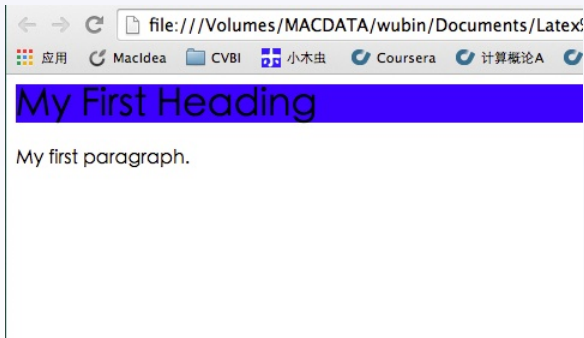 file:///Volumes/MACDATA/wubin/Documents/Latex
应用 MacIdea CVBI 小木虫 Coursera 计算概论A
My First Heading
My first paragraph.